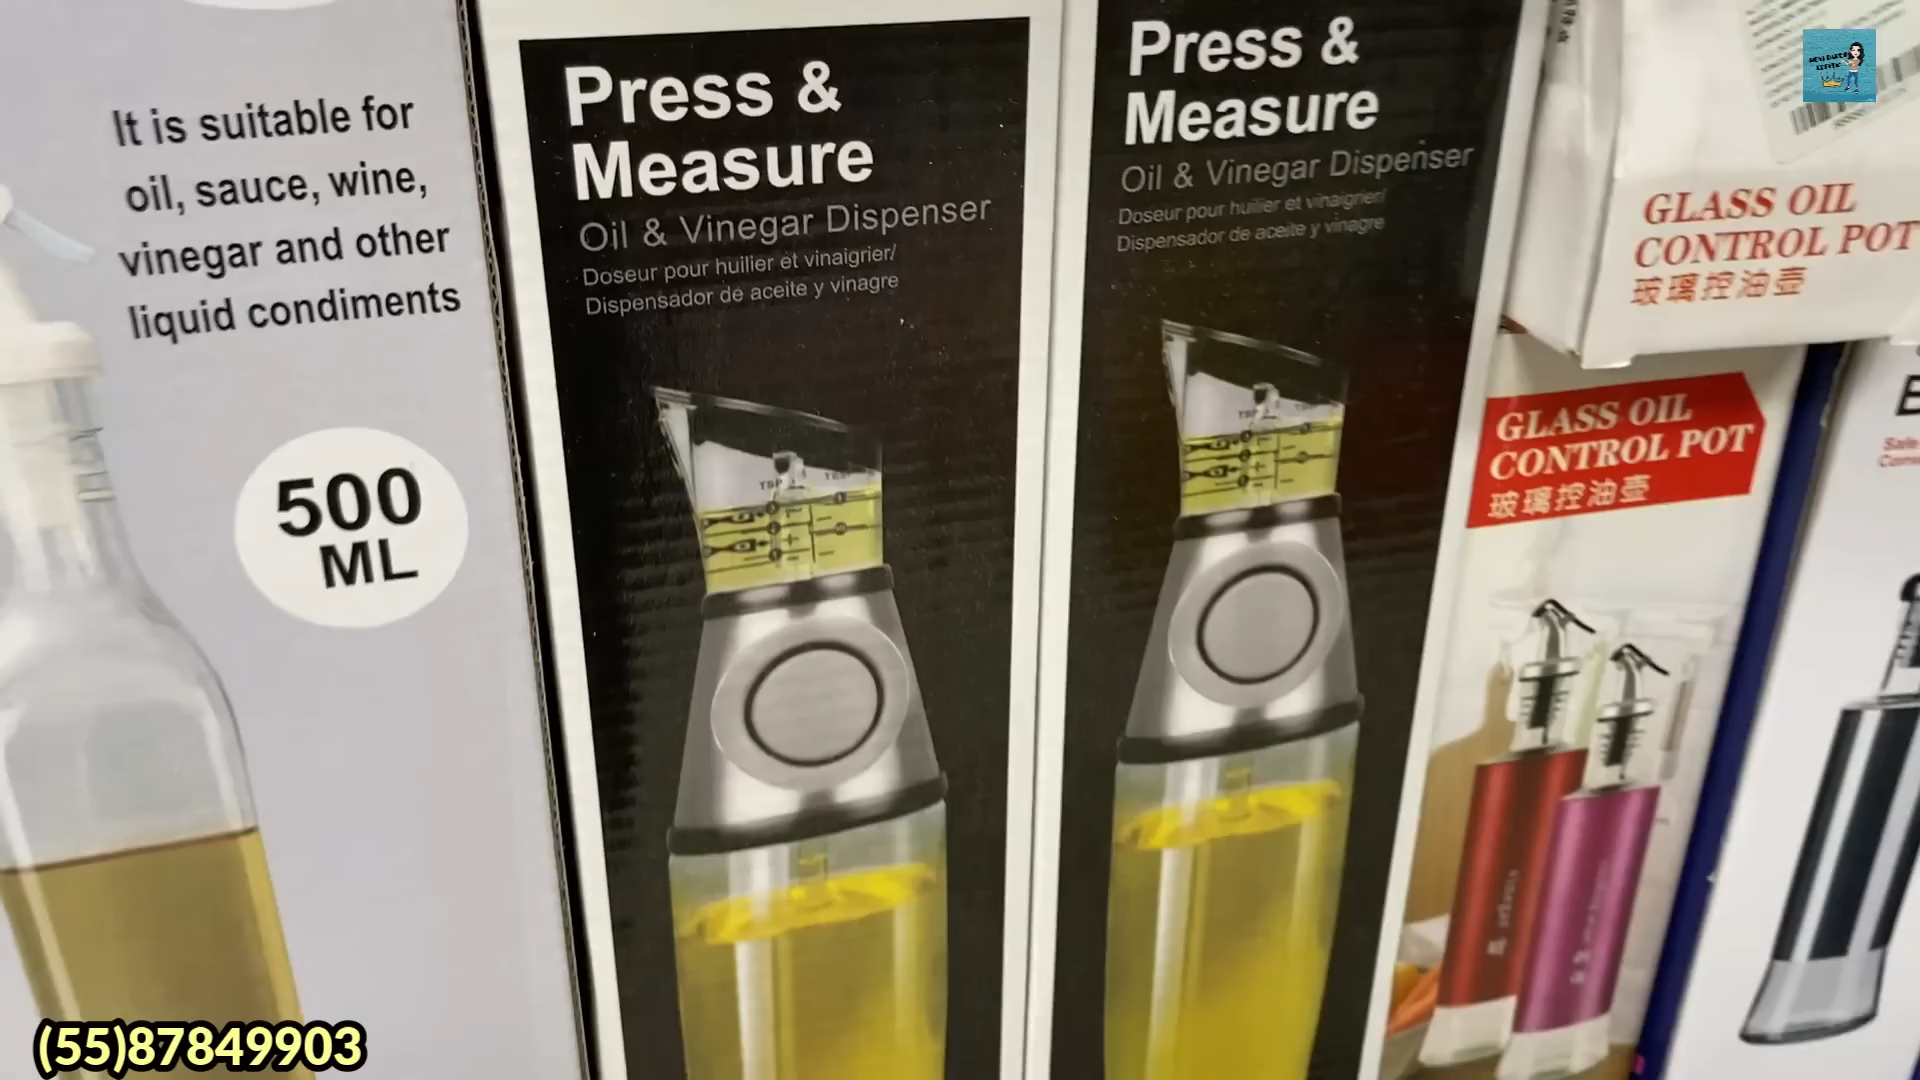 It is suitable for
oil, sauce, wine,
vinegar and other
liquid condiments
500
ML
Press &
Measure
Oil & Vinegar Dispenser
Doseur pour huilier et vinaigrier/
Dispensador de aceite y vinagre
Press &
Measure
Oil & Vinegar Dispenser
Doseur pour huilier et vinaigrier/
Dispensador de aceite y vinagre
GLASS OIL
CONTROL POT
玻璃控油壶
GLASS OIL
CONTROL POT
玻璃控油壶
(55)87849903